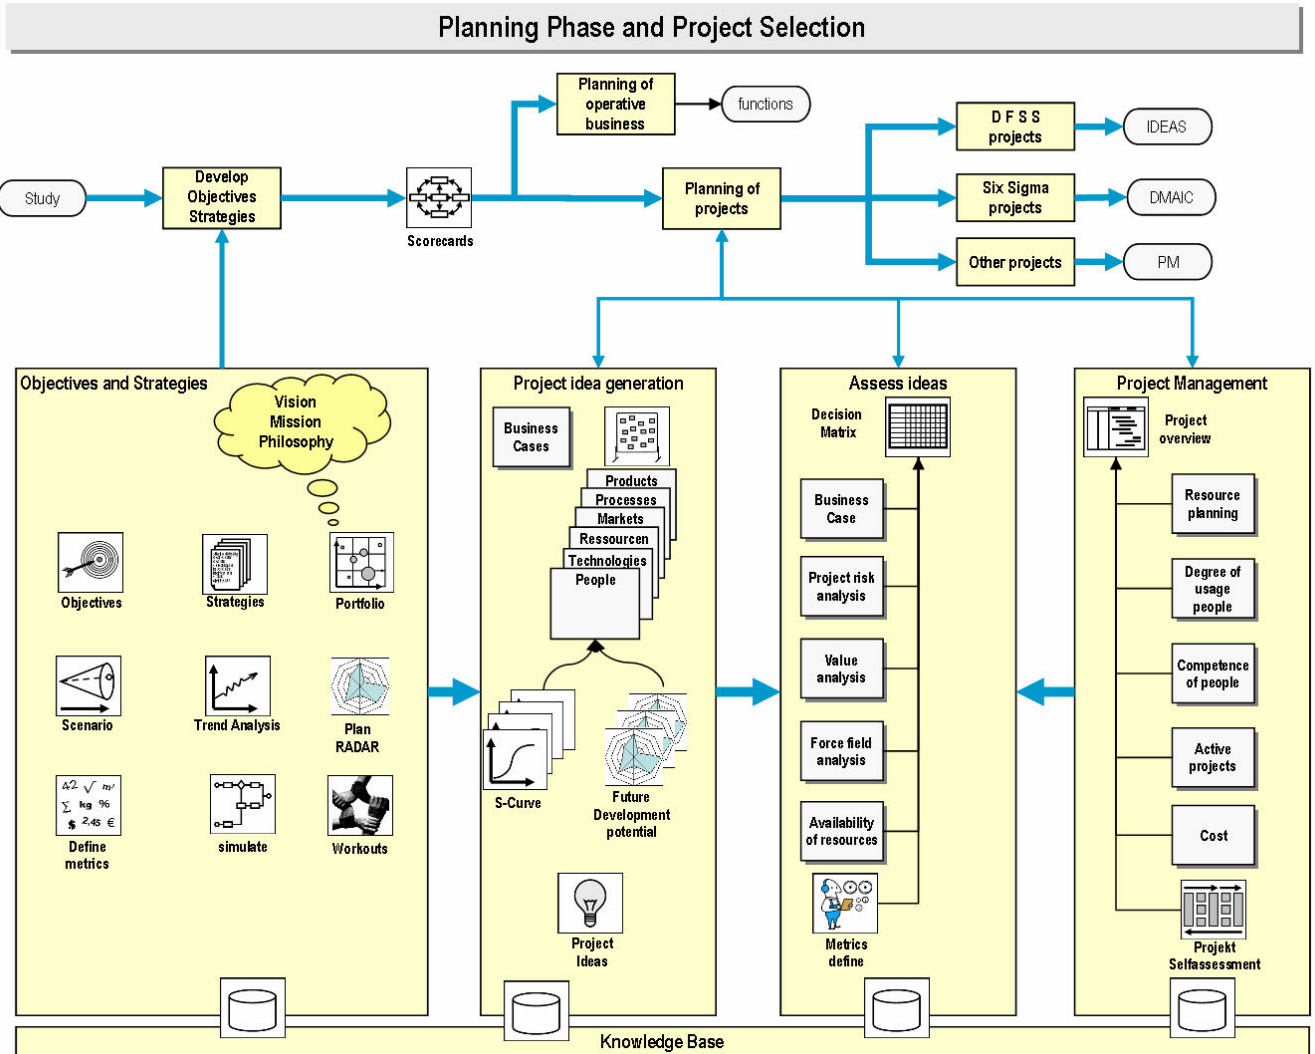 Planning Phase and Project Selection
Planning of
operative
business
functions
D F S S
projects
IDEAS
Study
Develop
Objectives
Strategies
Scorecards
Planning of
projects
Six Sigma
projects
DMAIC
Other projects
PM
Objectives and Strategies
Vision
Mission
Philosophy
Objectives
Strategies
Portfolio
Scenario
Trend Analysis
Plan
RADAR
42 √ m²
Σ kg %
$ 2,45 €
Define
metrics
simulate
Workouts
Project idea generation
Business
Cases
Products
Processes
Markets
Ressourcen
Technologies
People
S-Curve
Future
Development
potential
Project
Ideas
Assess ideas
Decision
Matrix
Business
Case
Project risk
analysis
Value
analysis
Force field
analysis
Availability
of resources
Metrics
define
Project Management
Project
overview
Resource
planning
Degree of
usage
people
Competence
of people
Active
projects
Cost
Projekt
Selfassessment
Knowledge Base